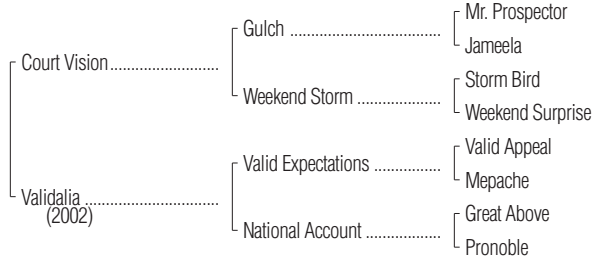 Mr. Prospector
Gulch ........................................
Jameela
Court Vision.............................
Storm Bird
Weekend Storm ......................
Weekend Surprise
Valid Appeal
Valid Expectations ..................
Mepache
Validalia ...................................
(2002)
Great Above
National Account ....................
Pronoble